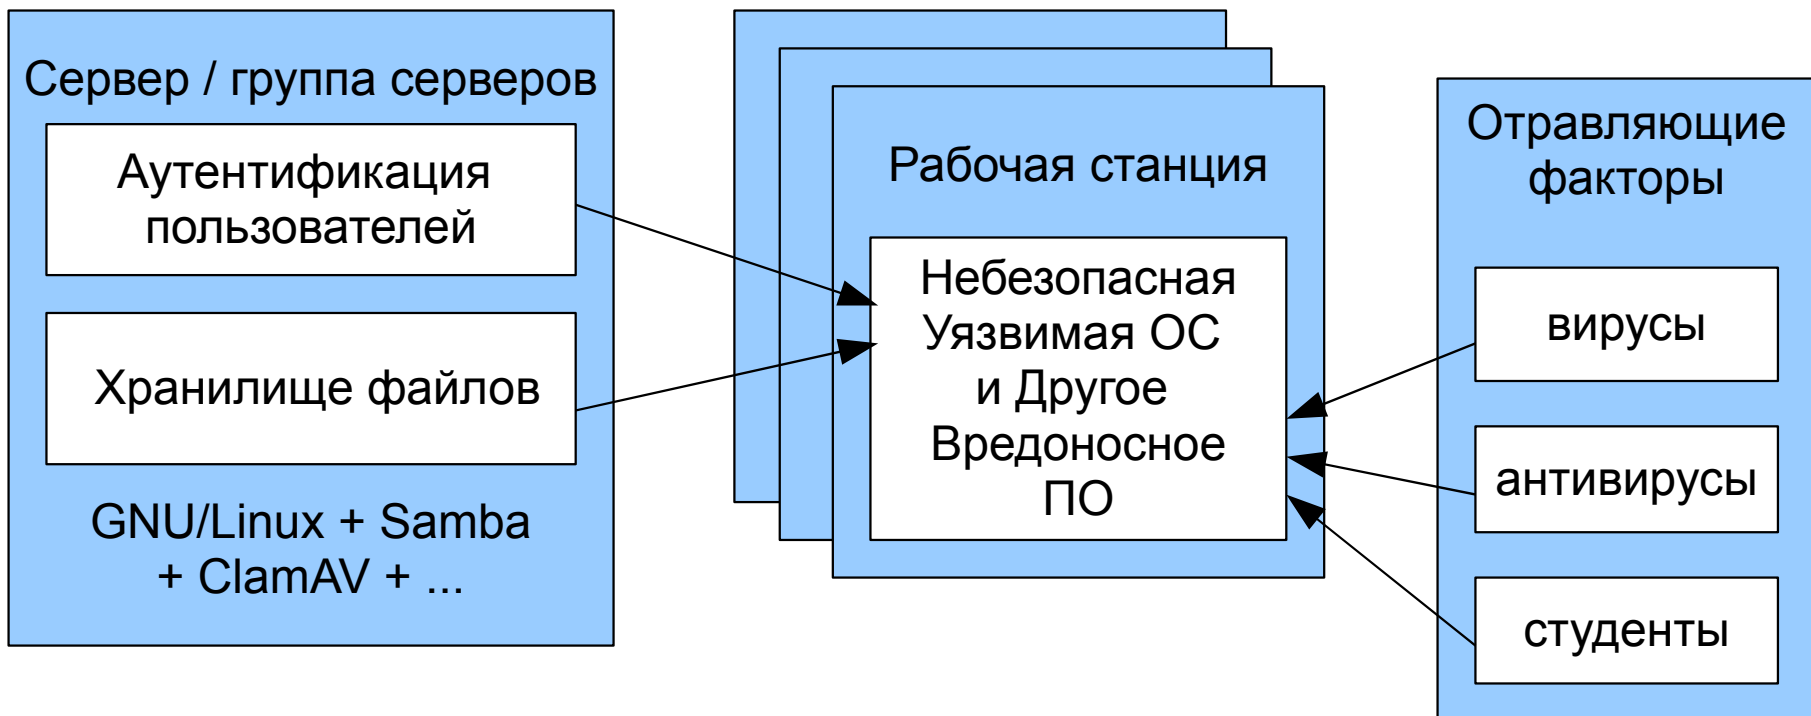 Сервер / группа серверов
Аутентификация
пользователей
Хранилище файлов
GNU/Linux + Samba
+ ClamAV + ...
Рабочая станция
Небезопасная
Уязвимая ОС
и Другое
Вредоносное
ПО
Отравляющие
факторы
вирусы
антивирусы
студенты